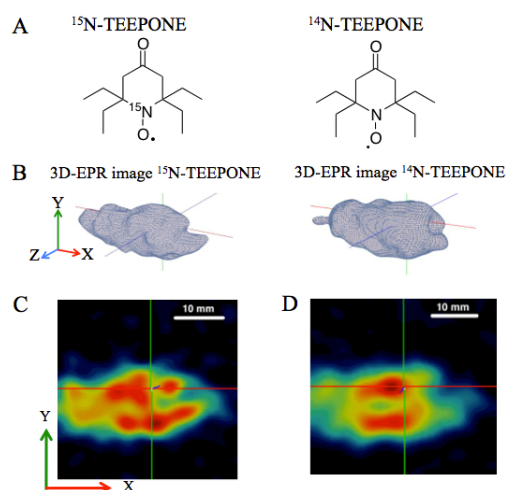 A
15N-TEEPONE
14N-TEEPONE
O
15N
O•
O
N
O
•
B
3D-EPR image 15N-TEEPONE
3D-EPR image 14N-TEEPONE
Y
Z
X
C
D
10 mm
10 mm
Y
X